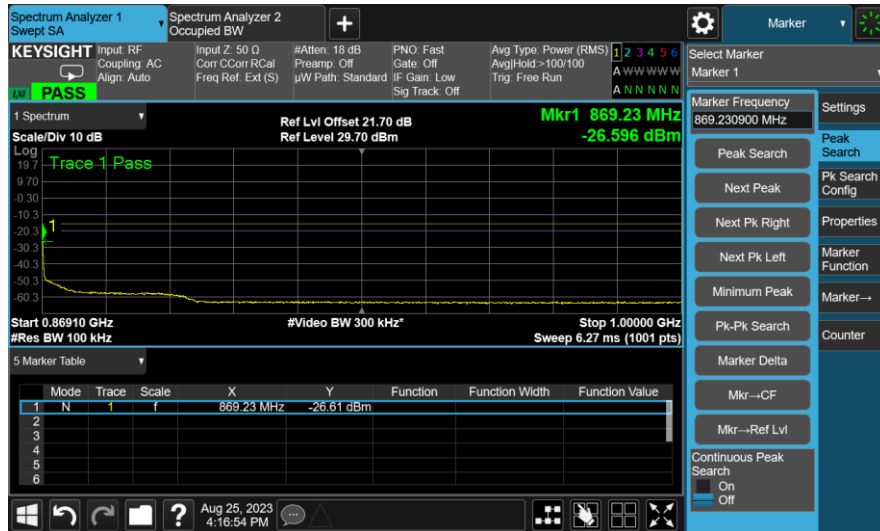 Spectrum Analyzer 1
Swept SA
Spectrum Analyzer 2
Occupied BW
Marker
KEYSIGHT
Input: RF
Coupling: AC
Align: Auto
Input Z: 50 Ω
Corr CCorr RCal
Freq Ref: Ext (S)
#Atten: 18 dB
Preamp: Off
µW Path: Standard
PNO: Fast
Gate: Off
IF Gain: Low
Sig Track: Off
Avg Type: Power (RMS)
Avg|Hold:>100/100
Trig: Free Run
1 2 3 4 5 6
A W W W W W
A N N N N N
LXI PASS
1 Spectrum
Scale/Div 10 dB
Ref Lvl Offset 21.70 dB
Ref Level 29.70 dBm
Mkr1 869.23 MHz
-26.596 dBm
Log
Trace 1 Pass
19.7
9.70
-0.30
-10.3
-20.3
-30.3
-40.3
-50.3
-60.3
1
Start 0.86910 GHz
#Res BW 100 kHz
#Video BW 300 kHz*
Stop 1.00000 GHz
Sweep 6.27 ms (1001 pts)
5 Marker Table
Mode Trace Scale X Y Function Function Width Function Value
1 N 1 f 869.23 MHz -26.61 dBm
2
3
4
5
6
Select Marker
Marker 1
Marker Frequency
869.230900 MHz
Peak Search
Next Peak
Next Pk Right
Next Pk Left
Minimum Peak
Pk-Pk Search
Marker Delta
Mkr→CF
Mkr→Ref Lvl
Continuous Peak
Search
On
Off
Settings
Peak
Search
Pk Search
Config
Properties
Marker
Function
Marker→
Counter
?
Aug 25, 2023
4:16:54 PM